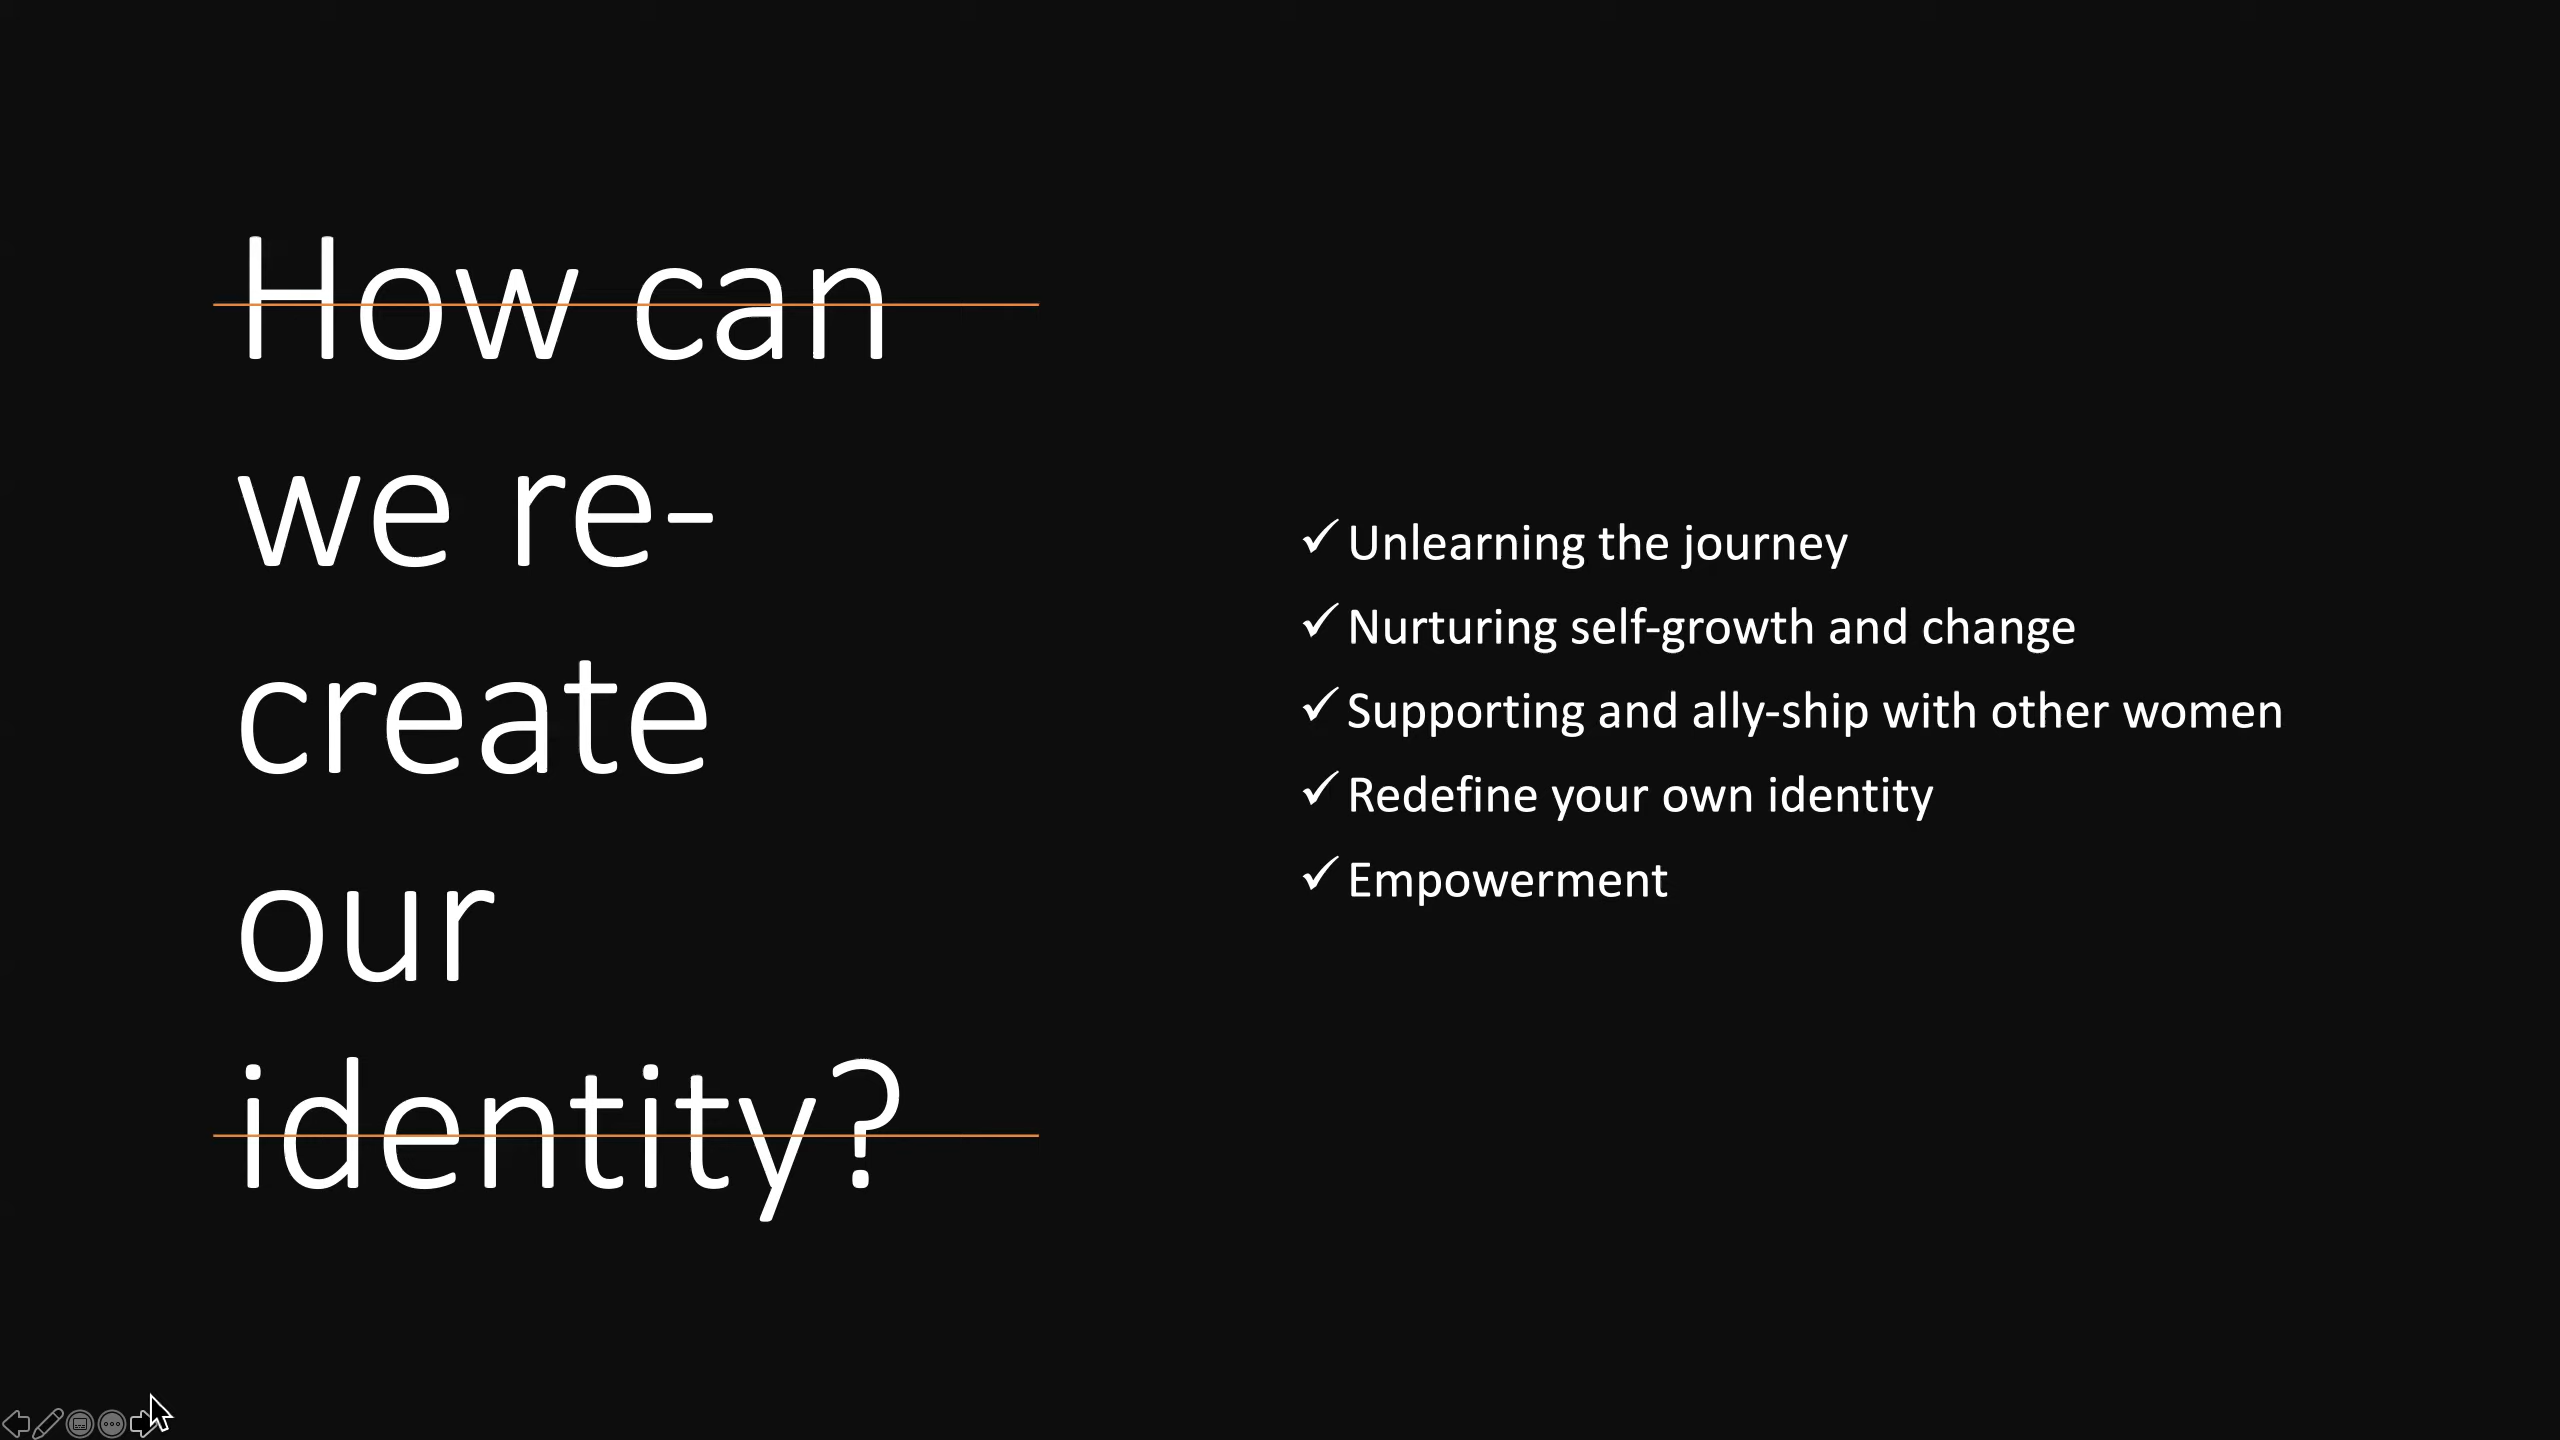 How can
we re-
create
our
identity?
✓ Unlearning the journey
✓ Nurturing self-growth and change
✓ Supporting and ally-ship with other women
✓ Redefine your own identity
✓ Empowerment